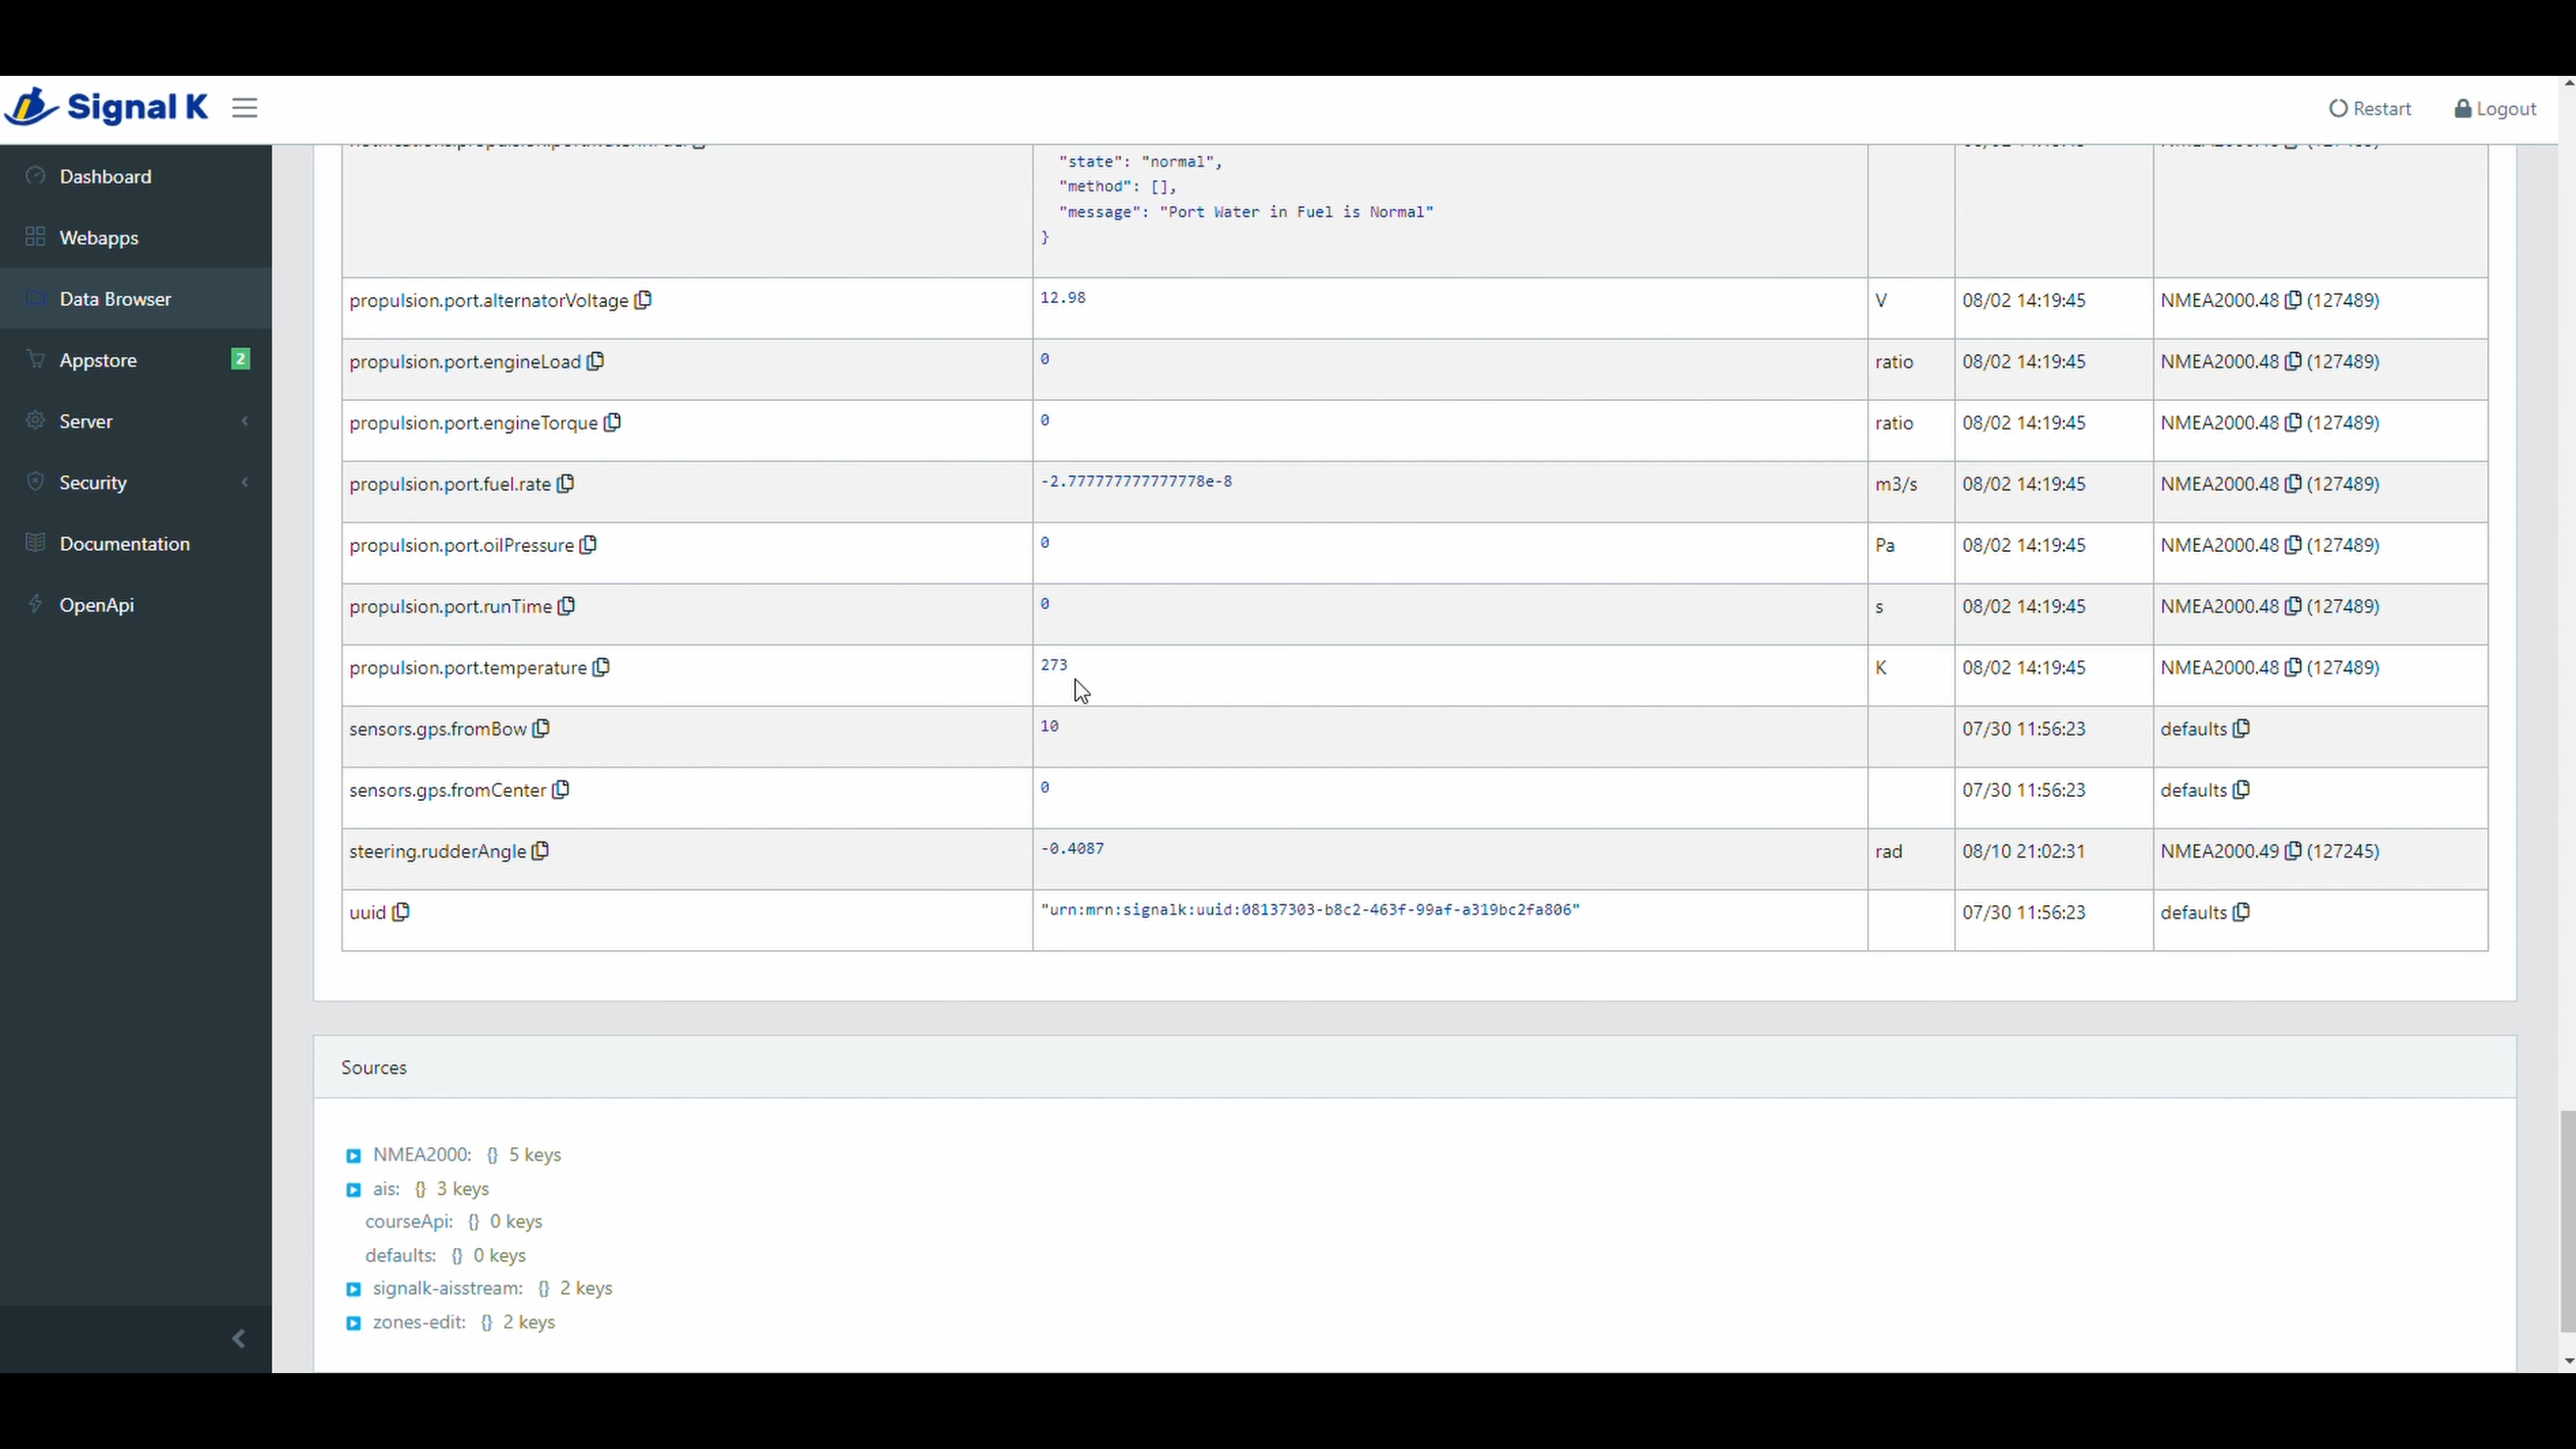 Signal K
Restart
Logout
Dashboard
Webapps
Data Browser
Appstore 2
Server
Security
Documentation
OpenApi
"state": "normal",
"method": [],
"message": "Port Water in Fuel is Normal"
}
propulsion.port.alternatorVoltage 12.98 V 08/02 14:19:45 NMEA2000.48 (127489)
propulsion.port.engineLoad 0 ratio 08/02 14:19:45 NMEA2000.48 (127489)
propulsion.port.engineTorque 0 ratio 08/02 14:19:45 NMEA2000.48 (127489)
propulsion.port.fuel.rate -2.777777777777778e-8 m3/s 08/02 14:19:45 NMEA2000.48 (127489)
propulsion.port.oilPressure 0 Pa 08/02 14:19:45 NMEA2000.48 (127489)
propulsion.port.runTime 0 s 08/02 14:19:45 NMEA2000.48 (127489)
propulsion.port.temperature 273 K 08/02 14:19:45 NMEA2000.48 (127489)
sensors.gps.fromBow 10 07/30 11:56:23 defaults
sensors.gps.fromCenter 0 07/30 11:56:23 defaults
steering.rudderAngle -0.4087 rad 08/10 21:02:31 NMEA2000.49 (127245)
uuid "urn:mrn:signalk:uuid:08137303-b8c2-463f-99af-a319bc2fa806" 07/30 11:56:23 defaults
Sources
NMEA2000: {} 5 keys
ais: {} 3 keys
courseApi: {} 0 keys
defaults: {} 0 keys
signalk-aisstream: {} 2 keys
zones-edit: {} 2 keys